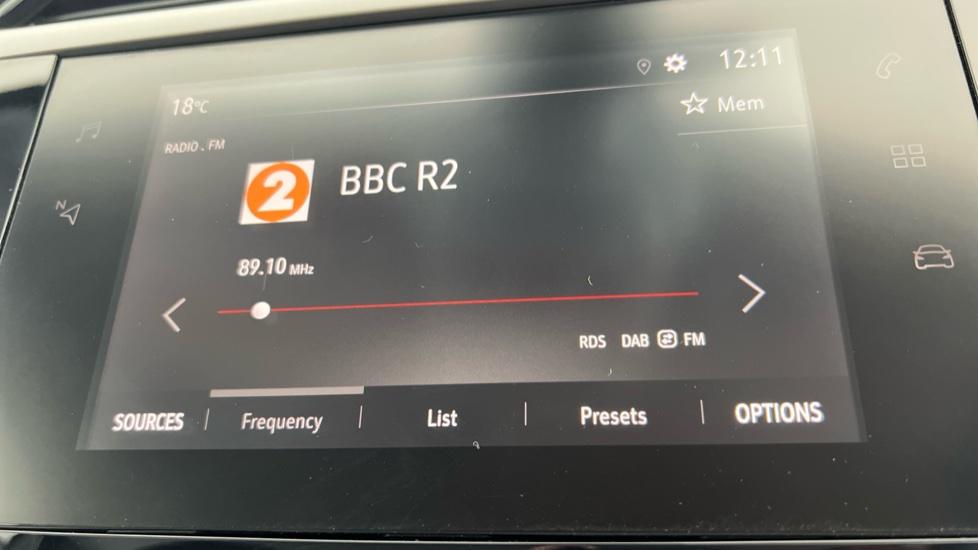 12:11
18°C
Mem
RADIO . FM
2
BBC R2
N
89.10 MHz
RDS DAB FM
SOURCES Frequency List Presets OPTIONS